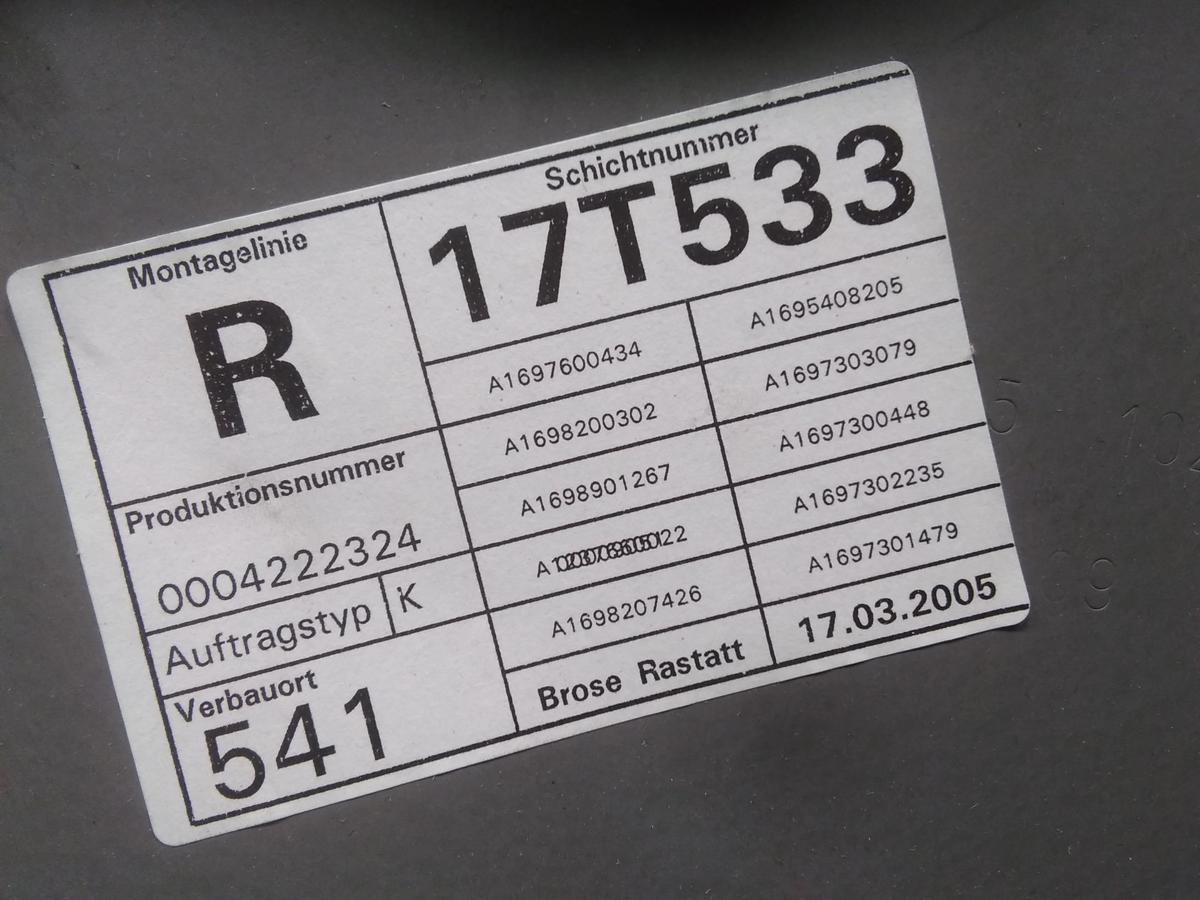 Montagelinie
R
Schichtnummer
17T533
A1697600434
A1695408205
A1698200302
A1697303079
A1698901267
A1697300448
A1697302235
A1698207426
A1697301479
Produktionsnummer
0004222324
Auftragstyp K
Verbauort
541
Brose Rastatt
17.03.2005